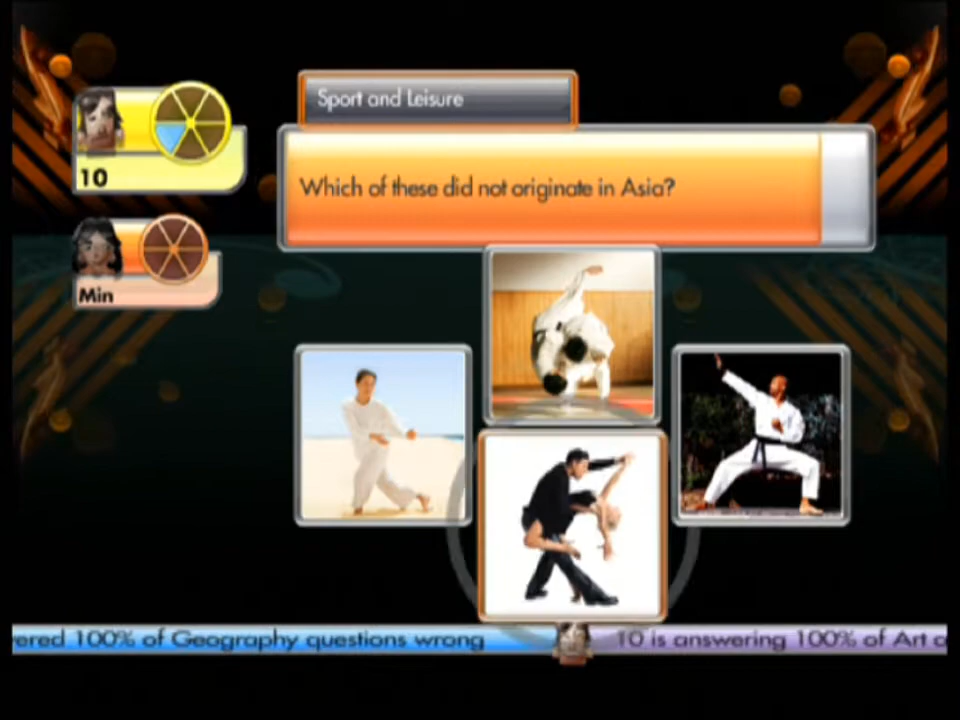 Sport and Leisure
Which of these did not originate in Asia?
10
Min
ered 100% of Geography questions wrong
10 is answering 100% of Art